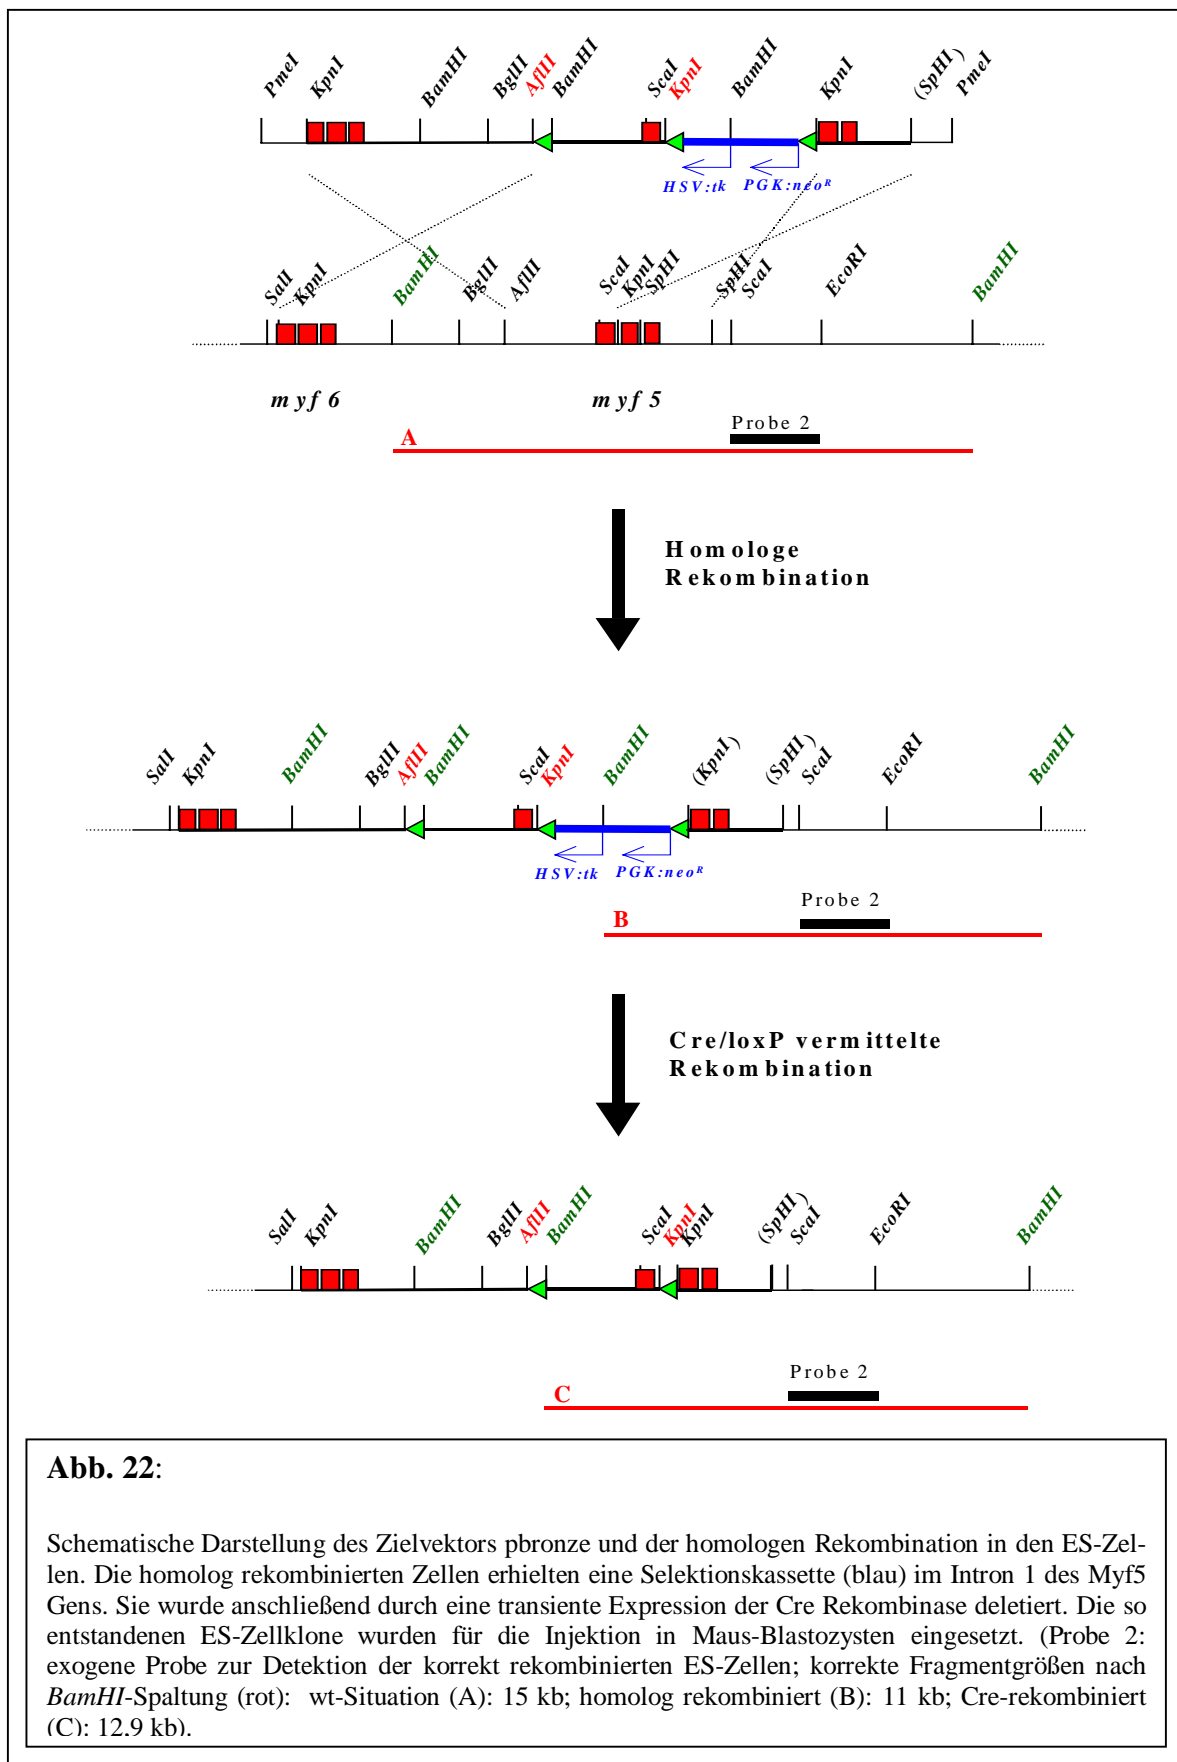 PmeI KpnI BamHI BglII AflII BamHI ScaI KpnI BamHI KpnI (SpHI) PmeI
HSV:tk PGK:neoR
SalI KpnI BamHI BglII AflII ScaI KpnI SpHI SpHI ScaI EcoRI BamHI
myf 6 myf 5
Probe 2
A
Homologe
Rekombination
SalI KpnI BamHI BglII AflII BamHI ScaI KpnI BamHI (KpnI) (SpHI) ScaI EcoRI BamHI
HSV:tk PGK:neoR
Probe 2
B
Cre/loxP vermittelte
Rekombination
SalI KpnI BamHI BglII AflII BamHI ScaI KpnI KpnI (SpHI) ScaI EcoRI BamHI
Probe 2
C
Abb. 22:
Schematische Darstellung des Zielvektors pbronze und der homologen Rekombination in den ES-Zel-
len. Die homolog rekombinierten Zellen erhielten eine Selektionskassette (blau) im Intron 1 des Myf5
Gens. Sie wurde anschließend durch eine transiente Expression der Cre Rekombinase deletiert. Die so
entstandenen ES-Zellklone wurden für die Injektion in Maus-Blastozysten eingesetzt. (Probe 2:
exogene Probe zur Detektion der korrekt rekombinierten ES-Zellen; korrekte Fragmentgrößen nach
BamHI-Spaltung (rot): wt-Situation (A): 15 kb; homolog rekombiniert (B): 11 kb; Cre-rekombiniert
(C): 12,9 kb).